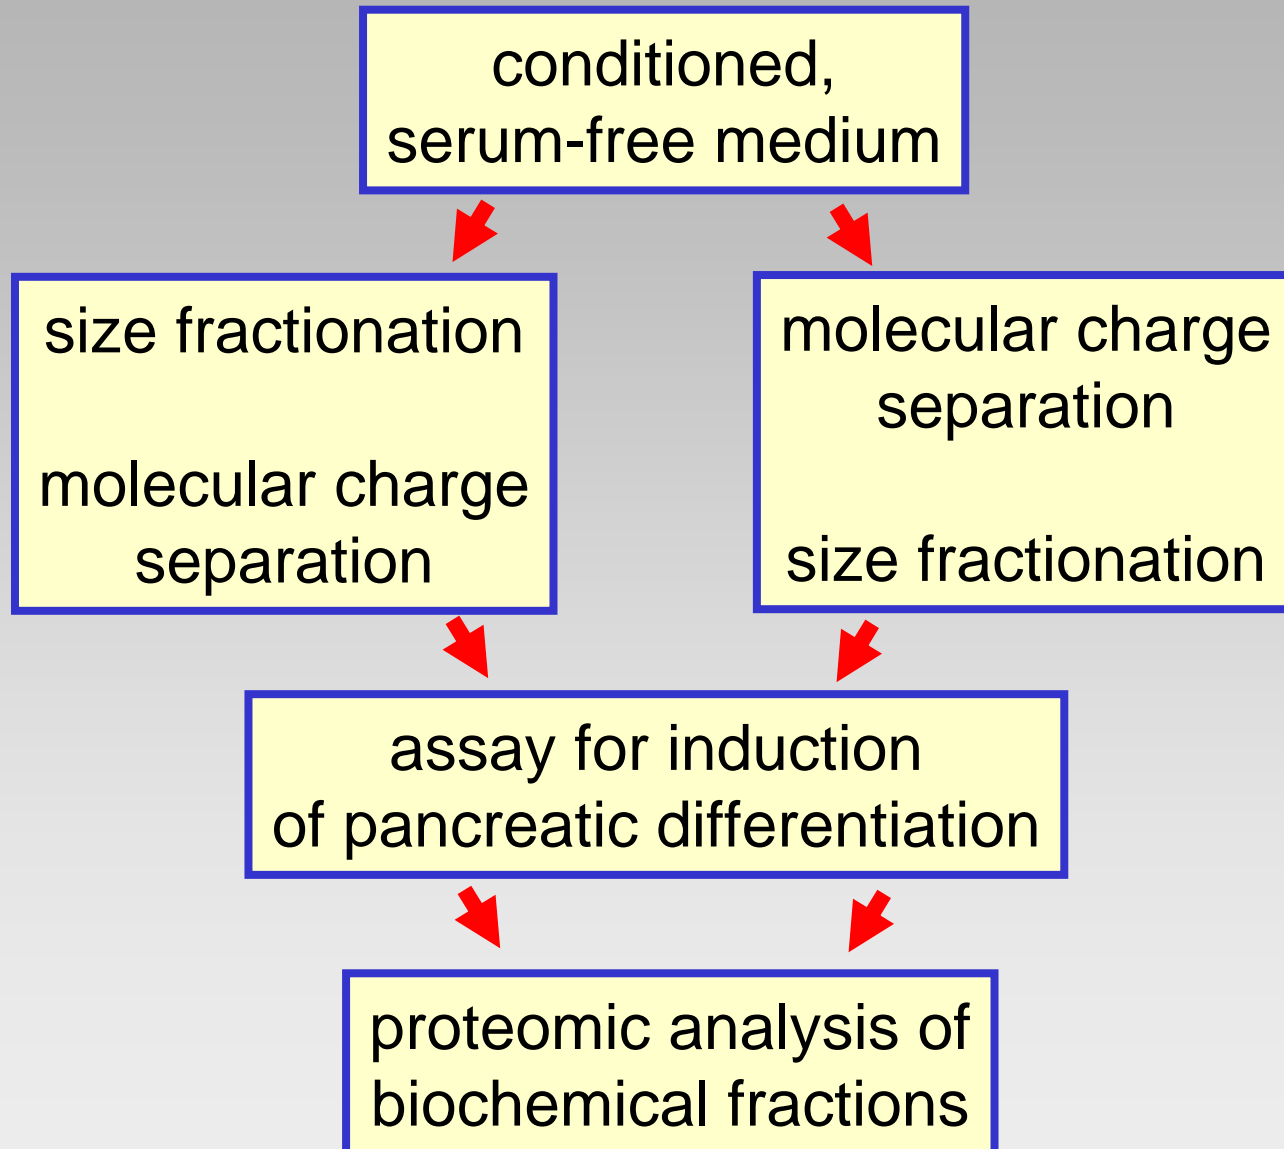 conditioned,
serum-free medium
size fractionation
molecular charge
separation
molecular charge
separation
size fractionation
assay for induction
of pancreatic differentiation
proteomic analysis of
biochemical fractions